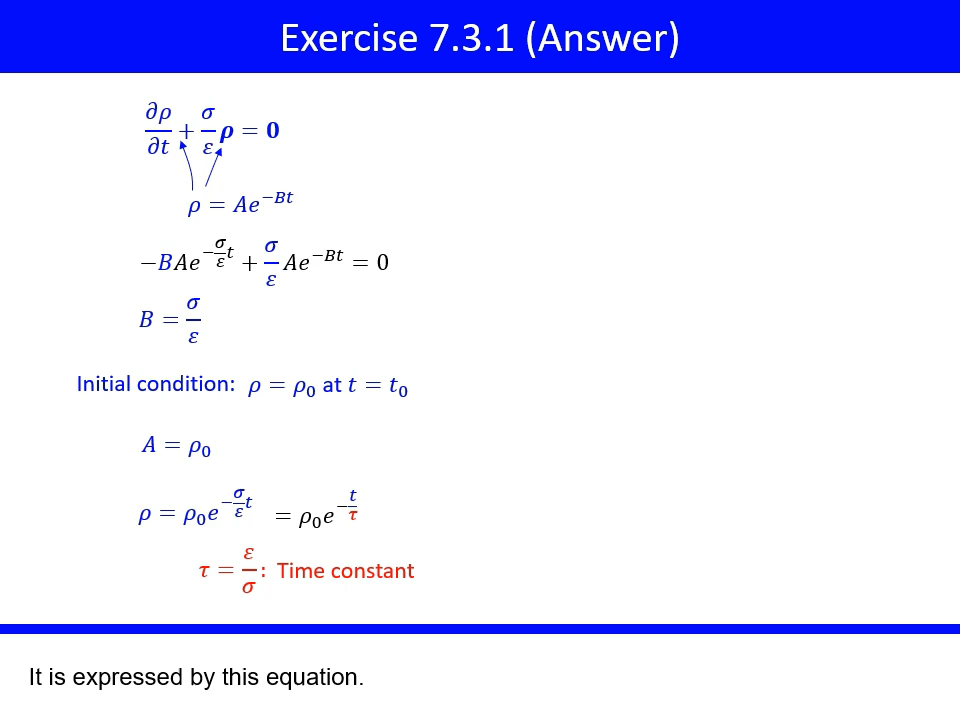 Exercise 7.3.1 (Answer)
∂ρ/∂t + σ/ε ρ = 0
ρ = Ae^{−Bt}
−BAe^{−(σ/ε)t} + σ/ε Ae^{−Bt} = 0
B = σ/ε
Initial condition: ρ = ρ₀ at t = t₀
A = ρ₀
ρ = ρ₀e^{−(σ/ε)t} = ρ₀e^{−t/τ}
τ = ε/σ : Time constant
It is expressed by this equation.